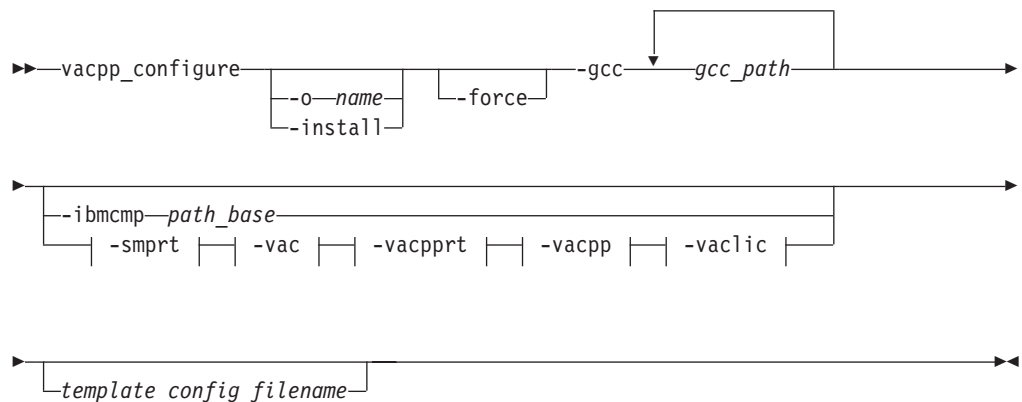 vacpp_configure -gcc gcc_path
-o name -force
-install
-ibmcmp path_base
-smprt -vac -vacpprt -vacpp -vaclic
template config filename